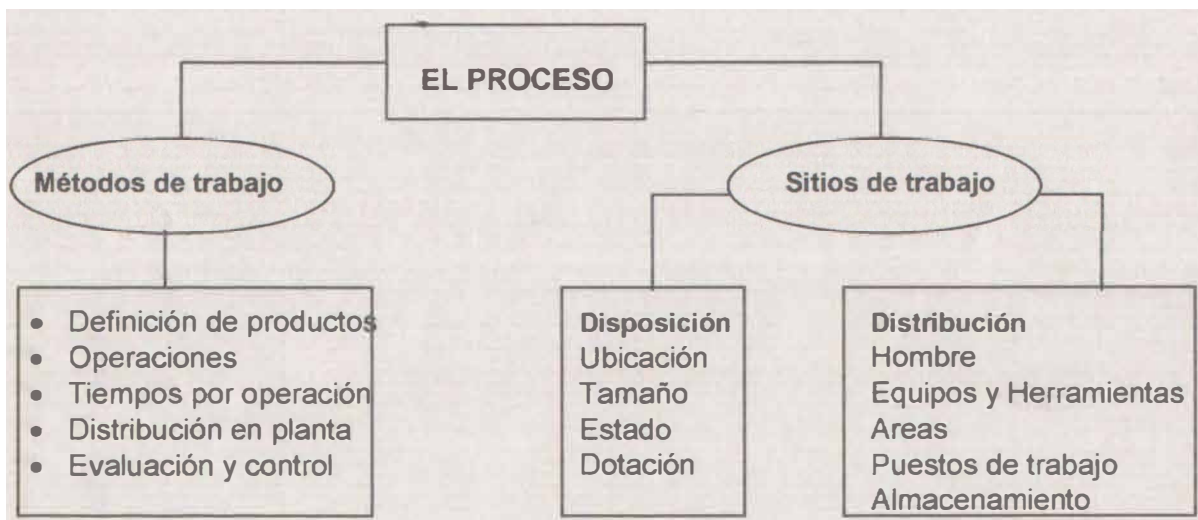 EL PROCESO
Métodos de trabajo
Sitios de trabajo
• Definición de productos
• Operaciones
• Tiempos por operación
• Distribución en planta
• Evaluación y control
Disposición
Ubicación
Tamaño
Estado
Dotación
Distribución
Hombre
Equipos y Herramientas
Areas
Puestos de trabajo
Almacenamiento